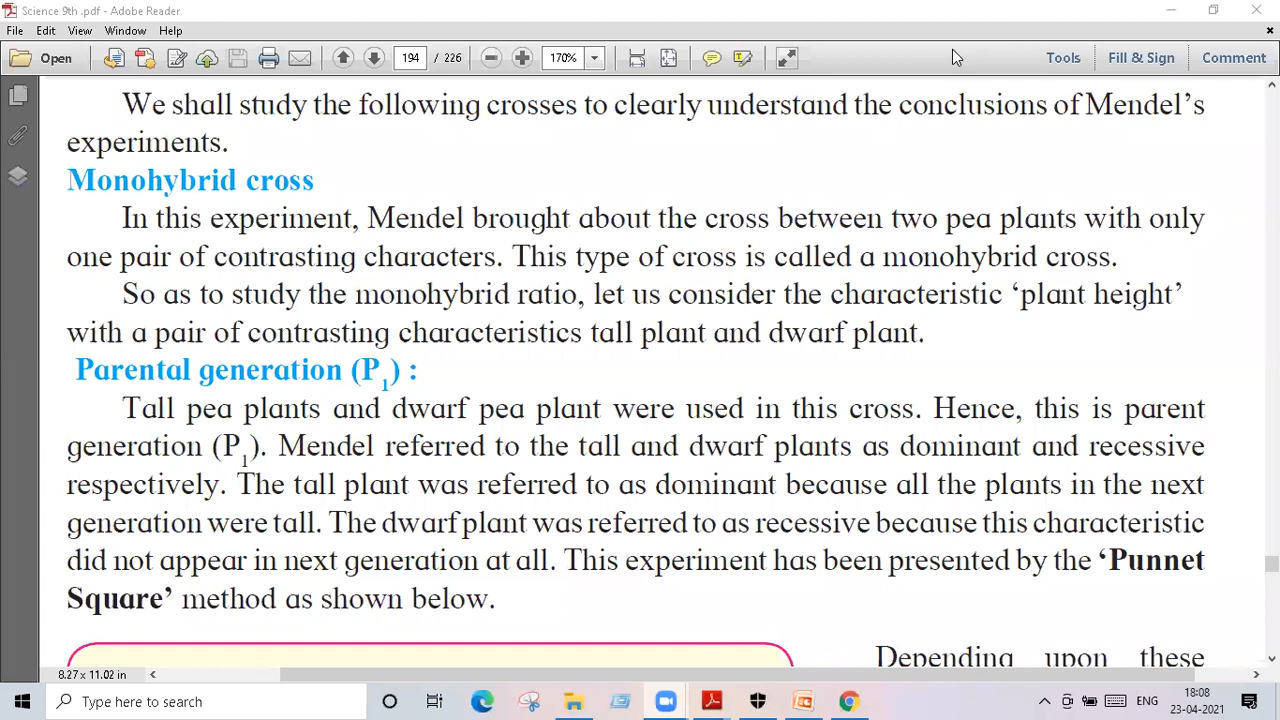 Science 9th .pdf - Adobe Reader
File Edit View Window Help
Open 194 / 226 170% Tools Fill & Sign Comment
We shall study the following crosses to clearly understand the conclusions of Mendel's
experiments.
Monohybrid cross
In this experiment, Mendel brought about the cross between two pea plants with only
one pair of contrasting characters. This type of cross is called a monohybrid cross.
So as to study the monohybrid ratio, let us consider the characteristic ‘plant height’
with a pair of contrasting characteristics tall plant and dwarf plant.
Parental generation (P1) :
Tall pea plants and dwarf pea plant were used in this cross. Hence, this is parent
generation (P1). Mendel referred to the tall and dwarf plants as dominant and recessive
respectively. The tall plant was referred to as dominant because all the plants in the next
generation were tall. The dwarf plant was referred to as recessive because this characteristic
did not appear in next generation at all. This experiment has been presented by the ‘Punnet
Square’ method as shown below.
Depending upon these
8.27 x 11.02 in
Type here to search
ENG
18:08
23-04-2021